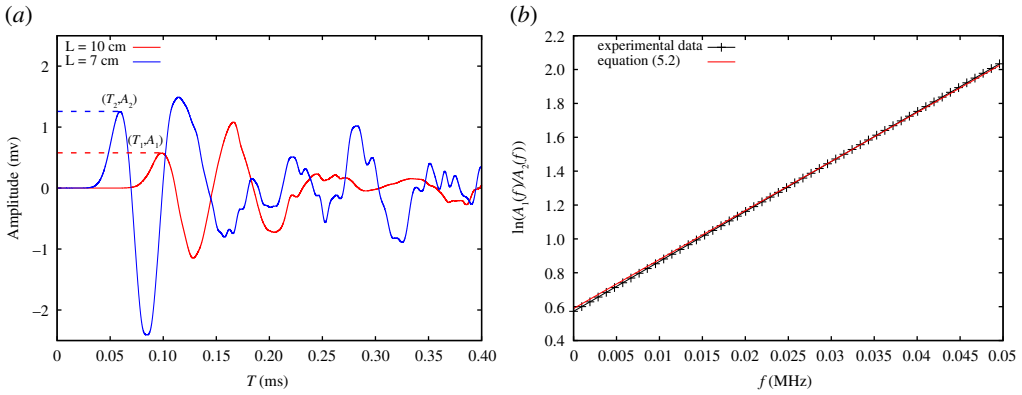 (a)
L = 10 cm
L = 7 cm
Amplitude (mv)
2
1
0
–1
–2
(T2,A2)
(T1,A1)
0 0.05 0.10 0.15 0.20 0.25 0.30 0.35 0.40
T (ms)
(b)
experimental data
equation (5.2)
ln(A1(f)/A2(f))
2.2
2.0
1.8
1.6
1.4
1.2
1.0
0.8
0.6
0.4
0 0.005 0.01 0.015 0.02 0.025 0.03 0.035 0.04 0.045 0.05
f (MHz)